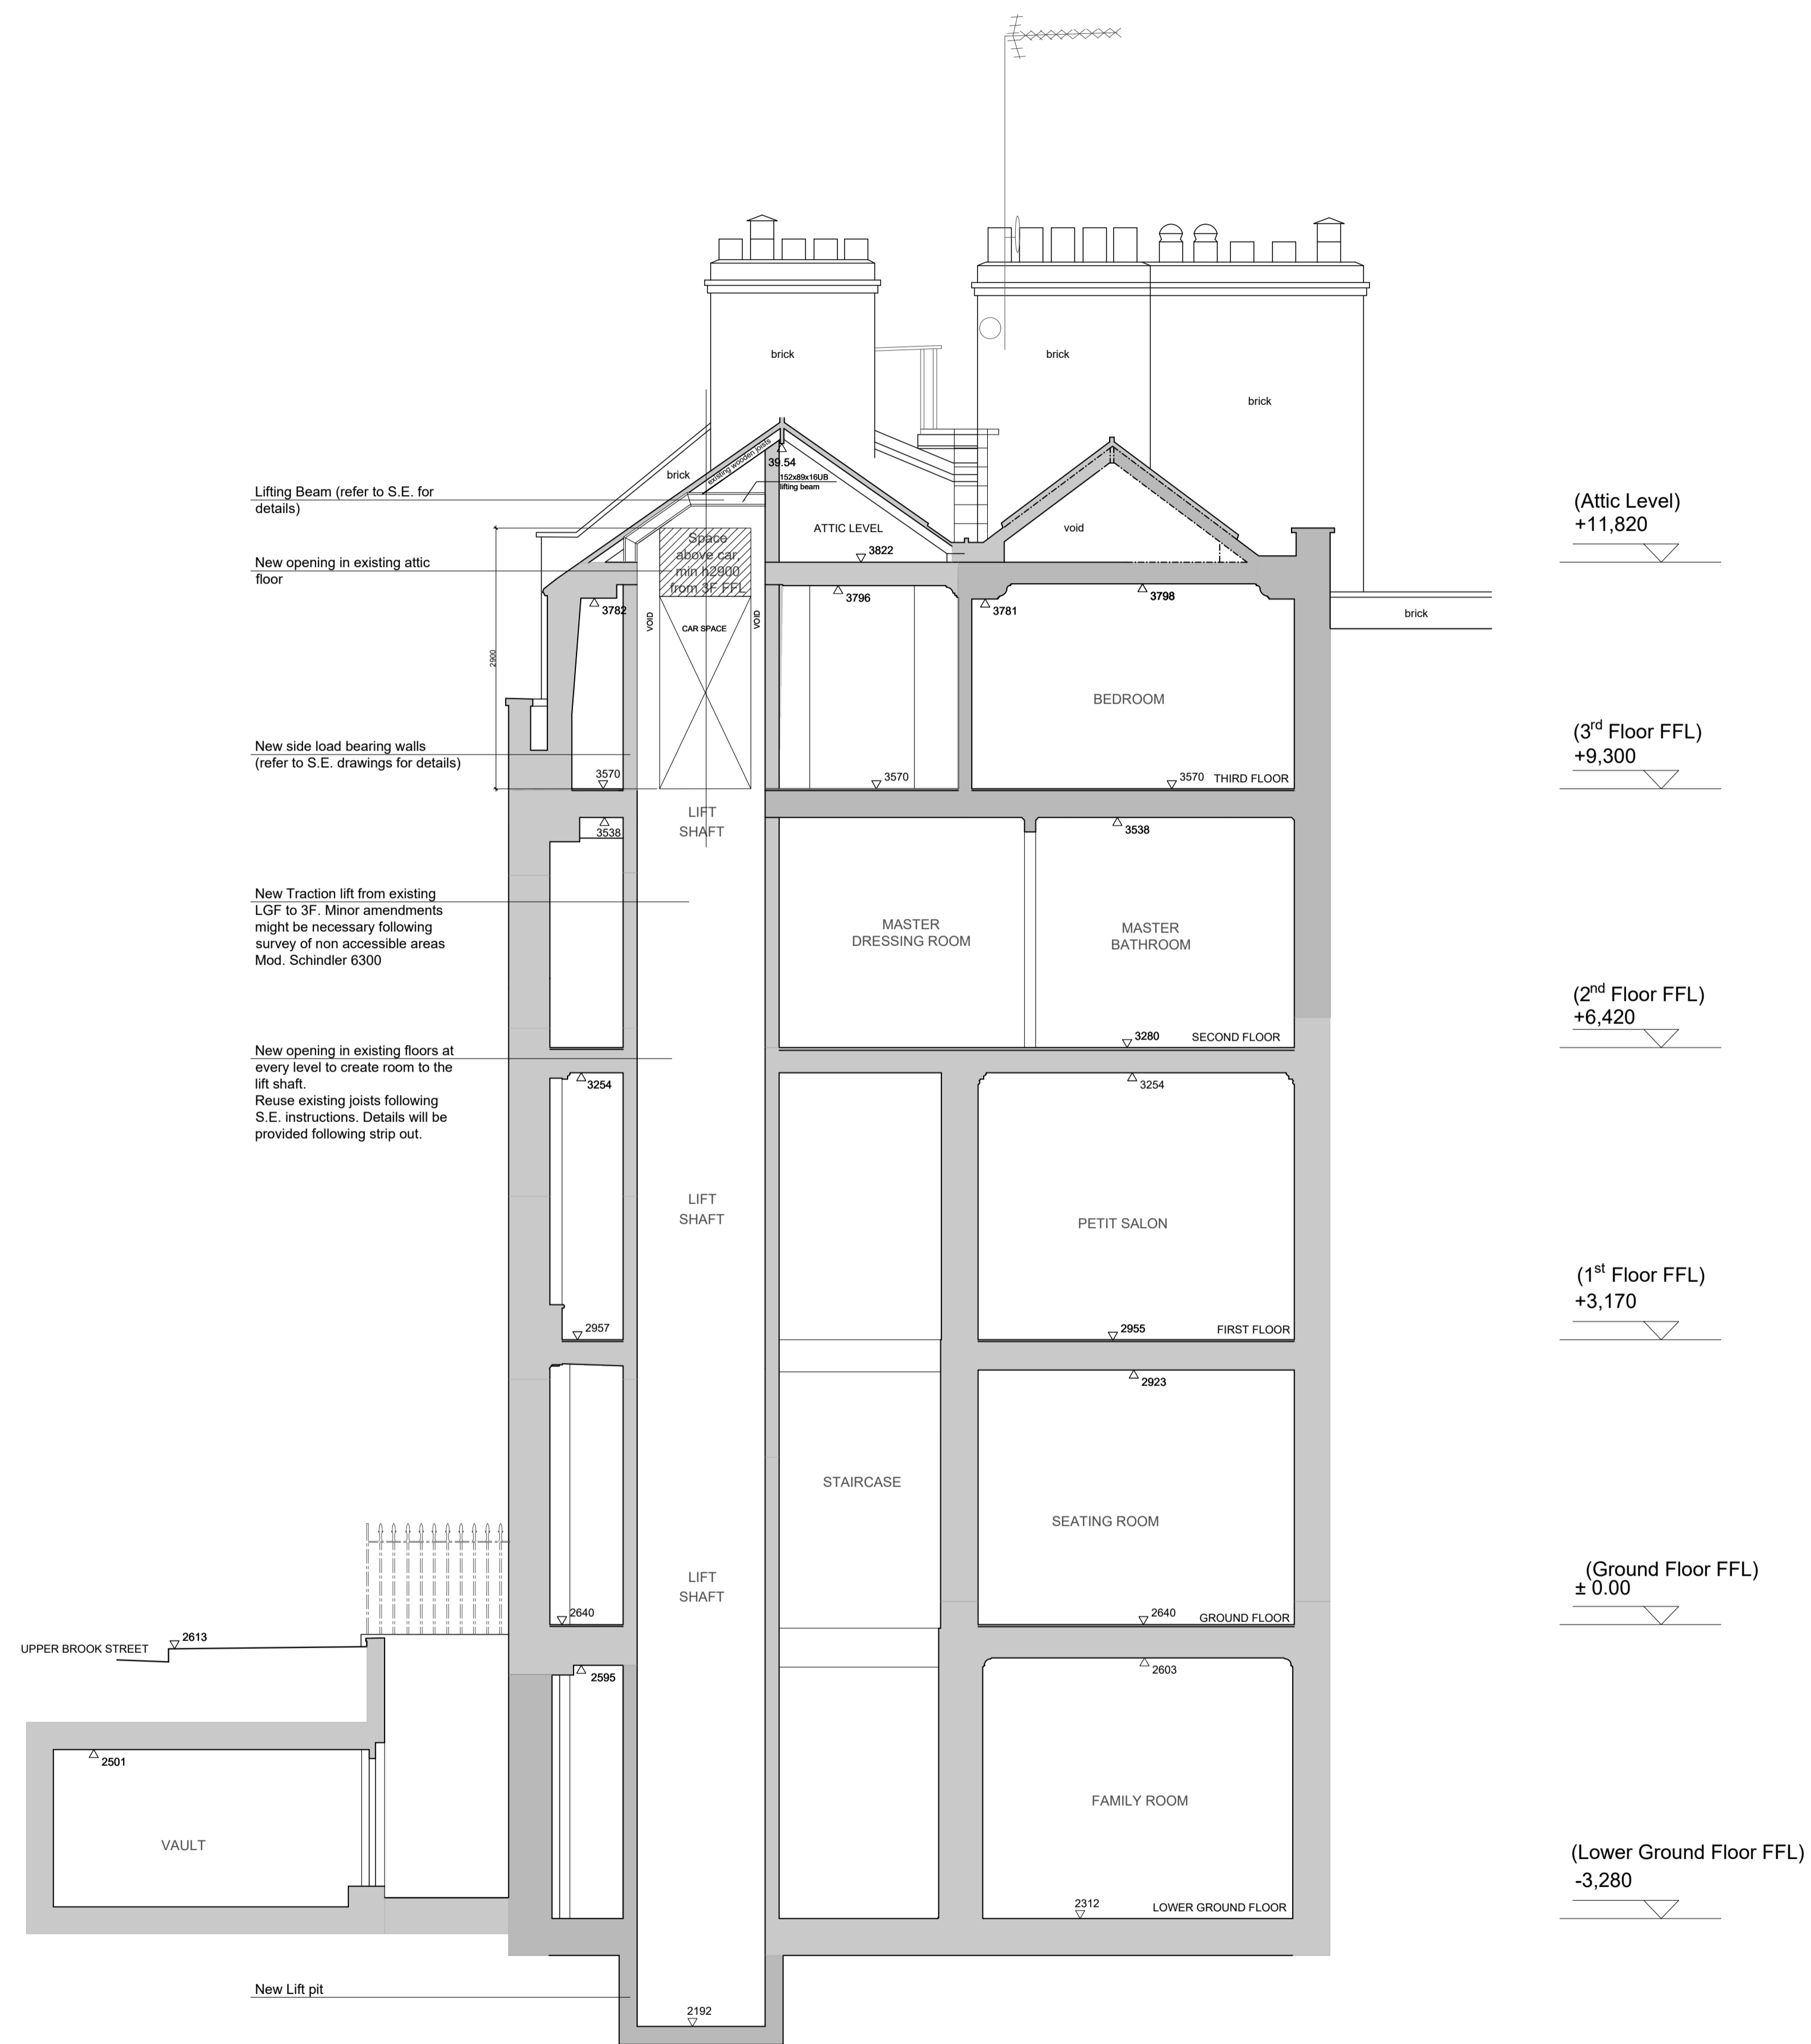 brick
brick
brick
brick
existing wooden joists
39.54
152x89x16UB
lifting beam
Lifting Beam (refer to S.E. for
details)
ATTIC LEVEL
void
(Attic Level)
+11,820
Space
above car,
min h2900
from 3F FFL
3822
New opening in existing attic
floor
3782
3796
3781
3798
VOID
CAR SPACE
VOID
brick
2900
BEDROOM
New side load bearing walls
(refer to S.E. drawings for details)
(3rd Floor FFL)
+9,300
3570
3570
3570
THIRD FLOOR
LIFT
SHAFT
3538
3538
New Traction lift from existing
LGF to 3F. Minor amendments
might be necessary following
survey of non accessible areas
Mod. Schindler 6300
MASTER
DRESSING ROOM
MASTER
BATHROOM
(2nd Floor FFL)
+6,420
3280
SECOND FLOOR
New opening in existing floors at
every level to create room to the
lift shaft.
Reuse existing joists following
S.E. instructions. Details will be
provided following strip out.
3254
3254
LIFT
SHAFT
PETIT SALON
(1st Floor FFL)
+3,170
2957
2955
FIRST FLOOR
2923
STAIRCASE
SEATING ROOM
LIFT
SHAFT
(Ground Floor FFL)
± 0.00
2640
2640
GROUND FLOOR
UPPER BROOK STREET
2613
2595
2603
2501
VAULT
FAMILY ROOM
(Lower Ground Floor FFL)
-3,280
2312
LOWER GROUND FLOOR
New Lift pit
2192